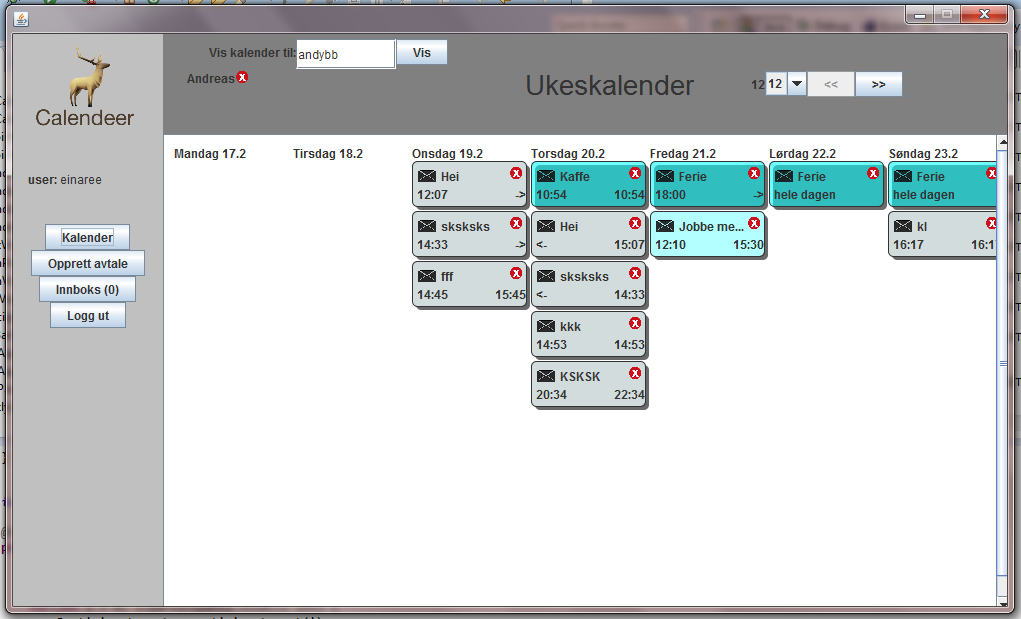 Calendeer
user: einaree
Kalender
Opprett avtale
Innboks (0)
Logg ut
Vis kalender til: andybb Vis
Andreas
Ukeskalender
12 12 << >>
Mandag 17.2
Tirsdag 18.2
Onsdag 19.2
Hei
12:07 ->
sksksks
14:33 ->
fff
14:45 15:45
Torsdag 20.2
Kaffe
10:54 10:54
Hei
<- 15:07
sksksks
<- 14:33
kkk
14:53 14:53
KSKSK
20:34 22:34
Fredag 21.2
Ferie
18:00 ->
Jobbe me...
12:10 15:30
Lørdag 22.2
Ferie
hele dagen
Søndag 23.2
Ferie
hele dagen
kl
16:17 16:1